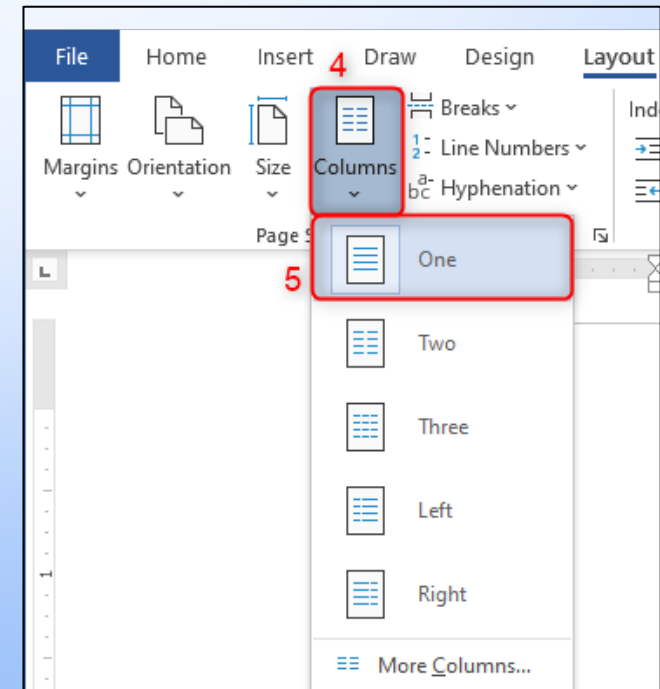 File Home Insert Draw Design Layout
4
Margins Orientation Size Columns
Breaks
Line Numbers
Hyphenation
Page
5
One
Two
Three
Left
Right
More Columns...
1